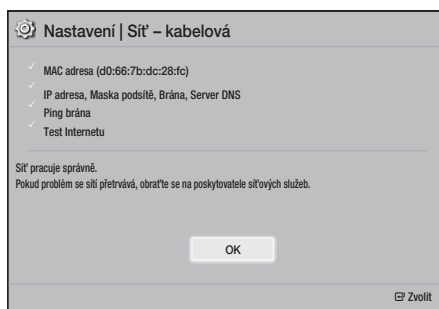 Nastavení | Síť – kabelová
MAC adresa (d0:66:7b:dc:28:fc)
IP adresa, Maska podsítě, Brána, Server DNS
Ping brána
Test Internetu
Síť pracuje správně.
Pokud problém se sítí přetrvává, obraťte se na poskytovatele síťových služeb.
OK
Zvolit